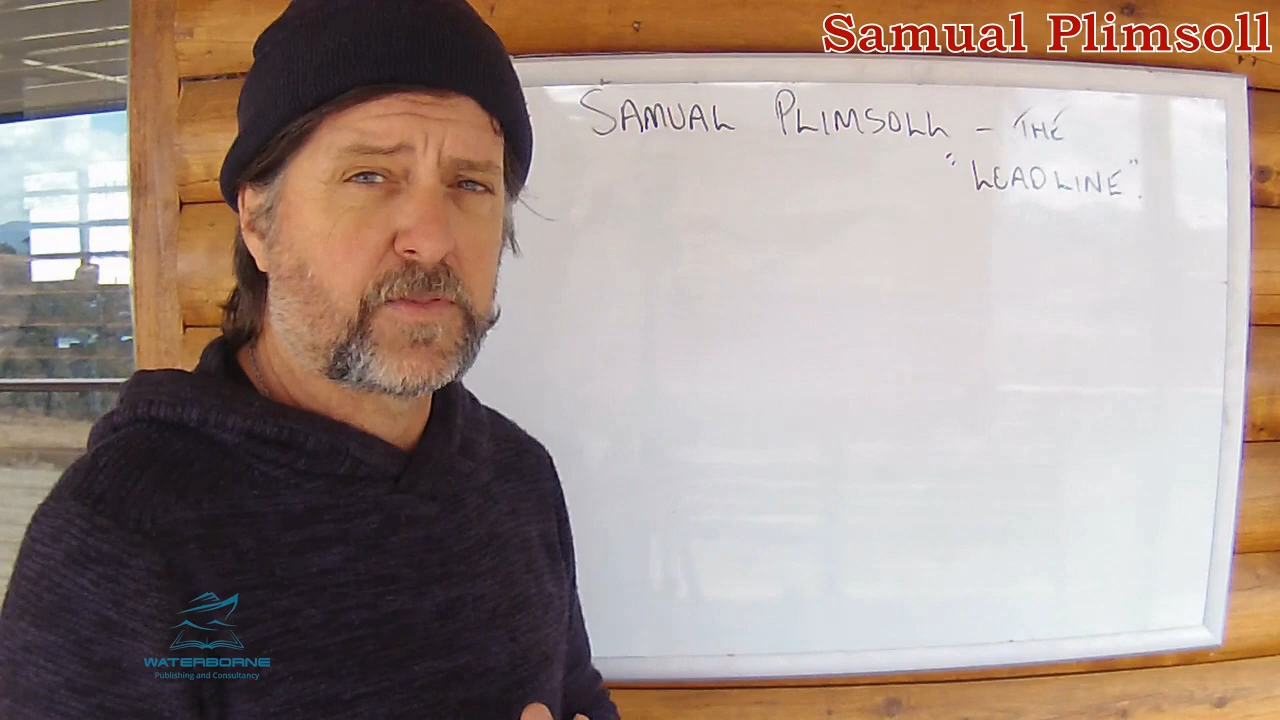 Samual Plimsoll
SAMUAL PLIMSOLL - THE
"LEADLINE".
WATERBORNE
Publishing and Consultancy